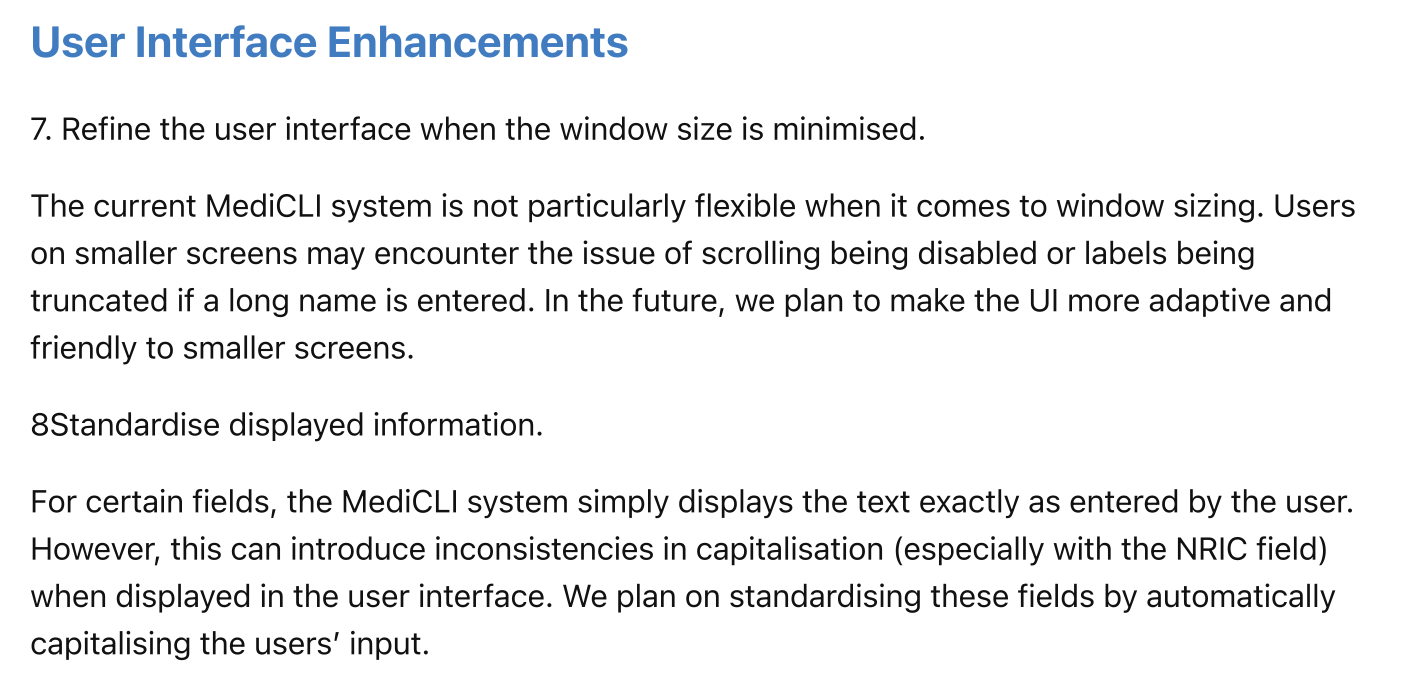 User Interface Enhancements
7. Refine the user interface when the window size is minimised.
The current MediCLI system is not particularly flexible when it comes to window sizing. Users
on smaller screens may encounter the issue of scrolling being disabled or labels being
truncated if a long name is entered. In the future, we plan to make the UI more adaptive and
friendly to smaller screens.
8Standardise displayed information.
For certain fields, the MediCLI system simply displays the text exactly as entered by the user.
However, this can introduce inconsistencies in capitalisation (especially with the NRIC field)
when displayed in the user interface. We plan on standardising these fields by automatically
capitalising the users’ input.